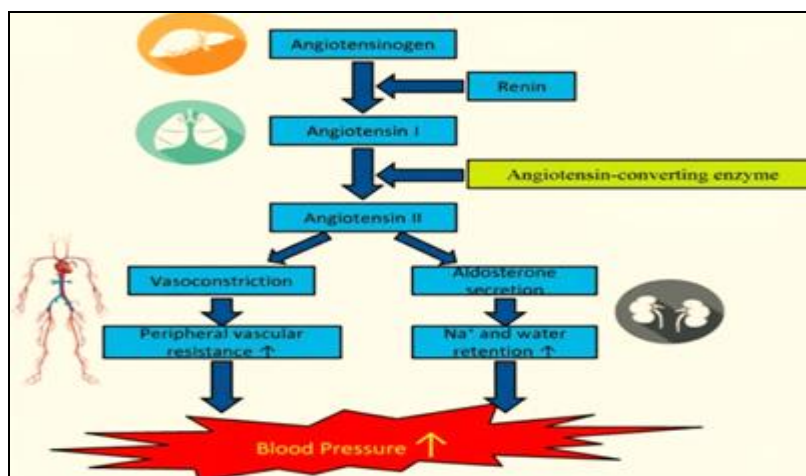 Angiotensinogen
Renin
Angiotensin I
Angiotensin-converting enzyme
Angiotensin II
Vasoconstriction
Aldosterone
secretion
Peripheral vascular
resistance ↑
Na⁺ and water
retention ↑
Blood Pressure ↑